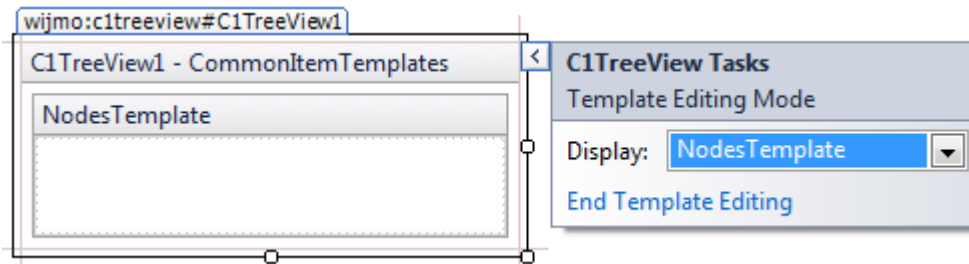 wijmo:c1treeview#C1TreeView1
C1TreeView1 - CommonItemTemplates
NodesTemplate
C1TreeView Tasks
Template Editing Mode
Display: NodesTemplate
End Template Editing